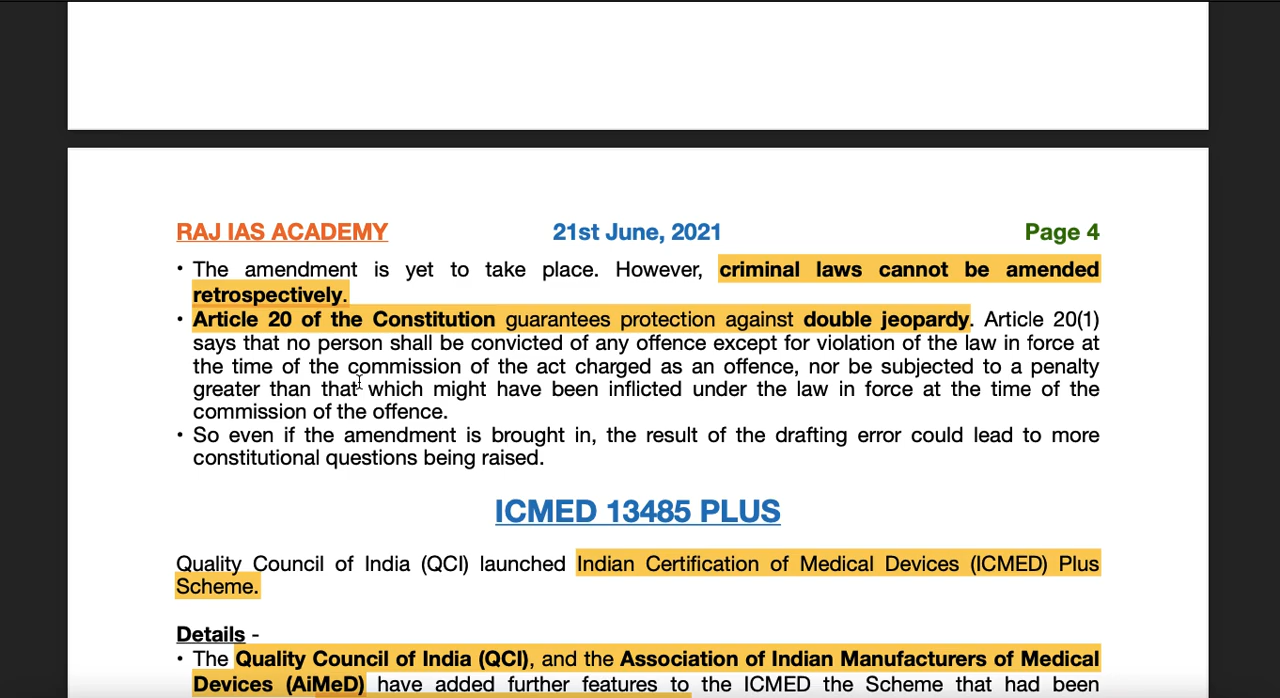 RAJ IAS ACADEMY 21st June, 2021 Page 4
• The amendment is yet to take place. However, criminal laws cannot be amended
retrospectively.
• Article 20 of the Constitution guarantees protection against double jeopardy. Article 20(1)
says that no person shall be convicted of any offence except for violation of the law in force at
the time of the commission of the act charged as an offence, nor be subjected to a penalty
greater than that which might have been inflicted under the law in force at the time of the
commission of the offence.
• So even if the amendment is brought in, the result of the drafting error could lead to more
constitutional questions being raised.
ICMED 13485 PLUS
Quality Council of India (QCI) launched Indian Certification of Medical Devices (ICMED) Plus
Scheme.
Details -
• The Quality Council of India (QCI), and the Association of Indian Manufacturers of Medical
Devices (AiMeD) have added further features to the ICMED the Scheme that had been